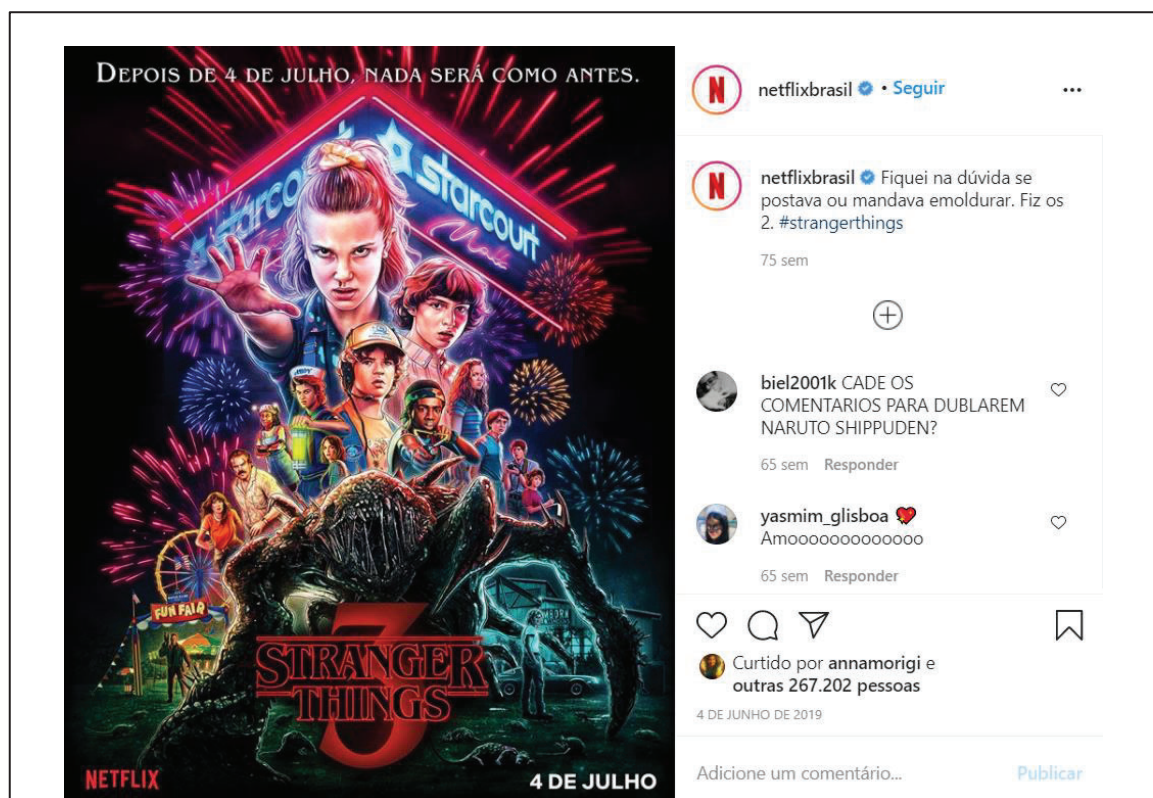 DEPOIS DE 4 DE JULHO, NADA SERÁ COMO ANTES.
starcourt
starcourt
FUN FAIR
3
STRANGER
THINGS
NETFLIX
4 DE JULHO
N
netflixbrasil • Seguir
...
N
netflixbrasil Fiquei na dúvida se
postava ou mandava emoldurar. Fiz os
2. #strangerthings
75 sem
biel2001k CADE OS
COMENTARIOS PARA DUBLAREM
NARUTO SHIPPUDEN?
65 sem Responder
yasmim_glisboa 💘
Amooooooooooooo
65 sem Responder
Curtido por annamorigi e
outras 267.202 pessoas
4 DE JUNHO DE 2019
Adicione um comentário... Publicar